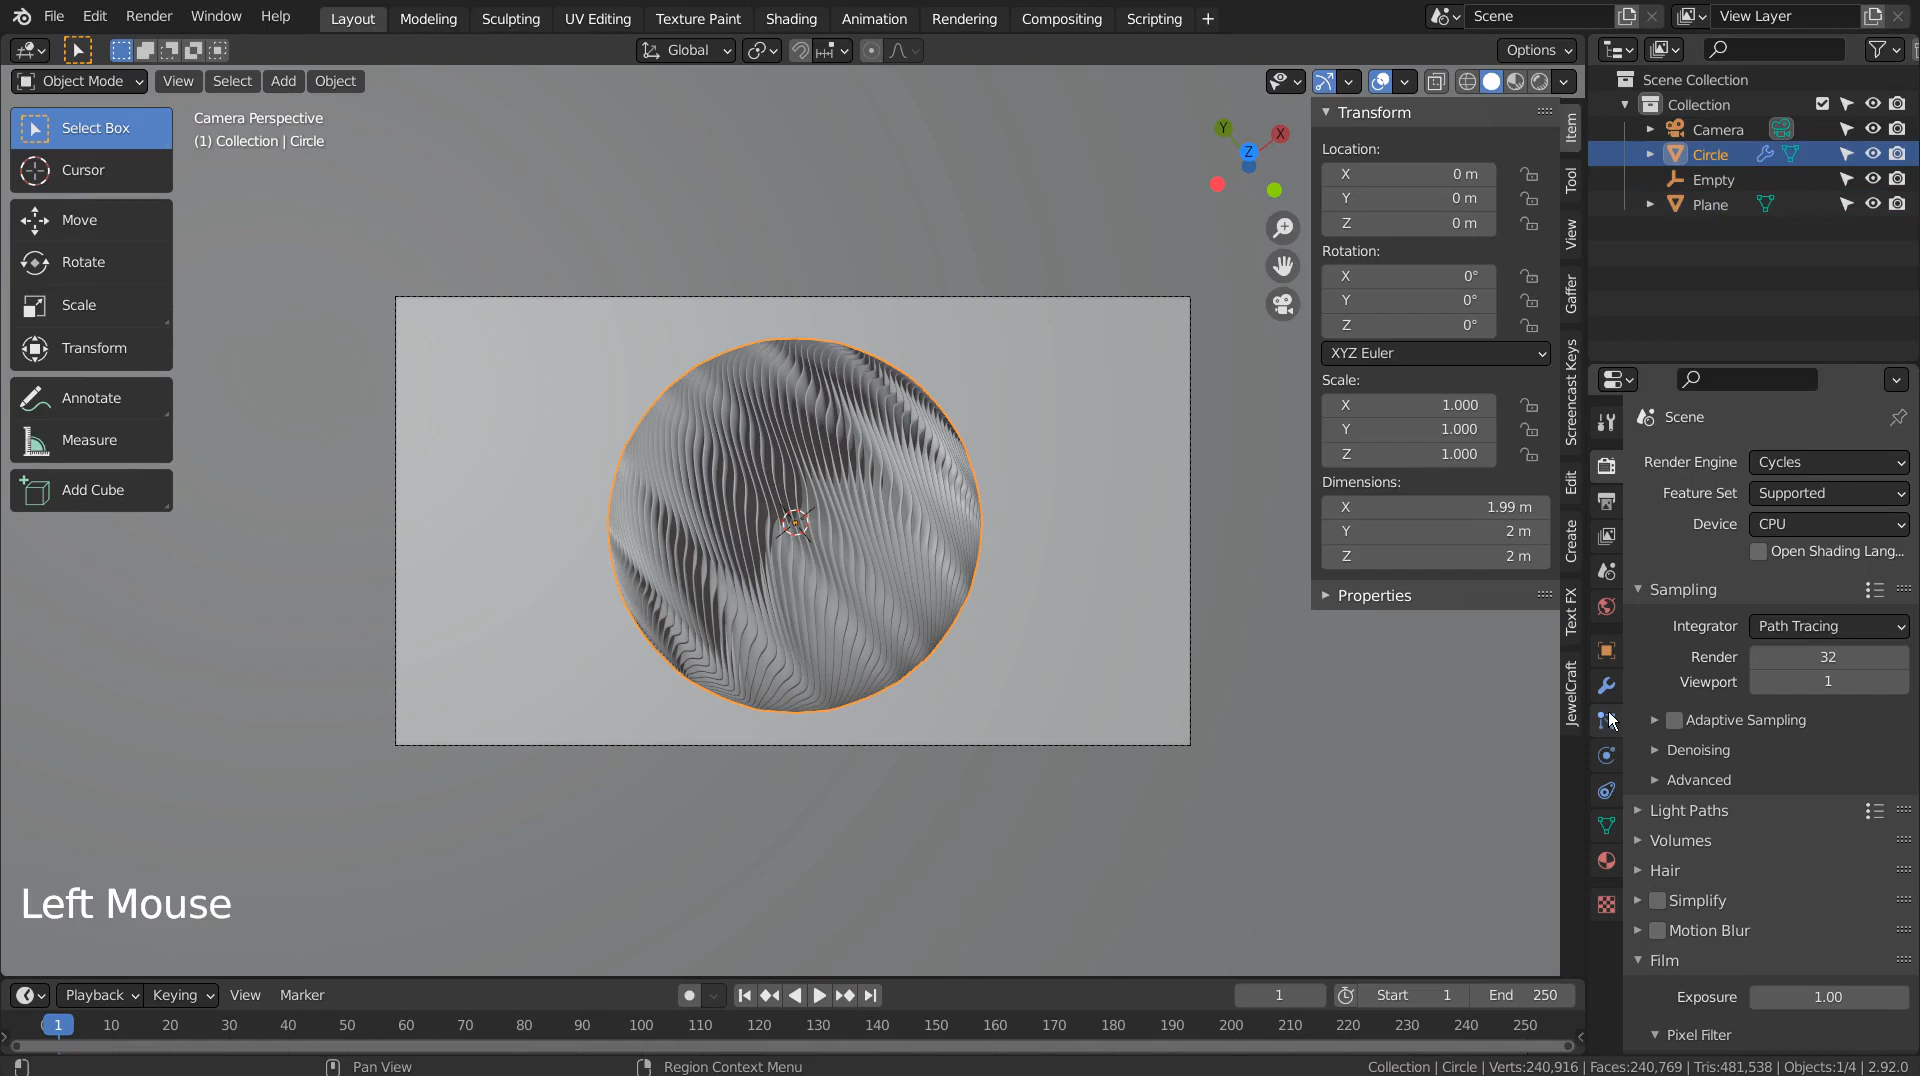 File Edit Render Window Help Layout Modeling Sculpting UV Editing Texture Paint Shading Animation Rendering Compositing Scripting + Scene View Layer
Global Options
Object Mode View Select Add Object
Select Box
Cursor
Move
Rotate
Scale
Transform
Annotate
Measure
Add Cube
Camera Perspective
(1) Collection | Circle
Y X
Z
Transform
Location:
X 0 m
Y 0 m
Z 0 m
Rotation:
X 0°
Y 0°
Z 0°
XYZ Euler
Scale:
X 1.000
Y 1.000
Z 1.000
Dimensions:
X 1.99 m
Y 2 m
Z 2 m
Properties
Item
Tool
View
Gaffer
Screencast Keys
Edit
Create
Text FX
JewelCraft
Scene Collection
Collection
Camera
Circle
Empty
Plane
Scene
Render Engine Cycles
Feature Set Supported
Device CPU
Open Shading Lang...
Sampling
Integrator Path Tracing
Render 32
Viewport 1
Adaptive Sampling
Denoising
Advanced
Light Paths
Volumes
Hair
Simplify
Motion Blur
Film
Exposure 1.00
Pixel Filter
Left Mouse
Playback Keying View Marker 1 Start 1 End 250
1 10 20 30 40 50 60 70 80 90 100 110 120 130 140 150 160 170 180 190 200 210 220 230 240 250
Pan View Region Context Menu Collection | Circle | Verts:240,916 | Faces:240,769 | Tris:481,538 | Objects:1/4 | 2.92.0